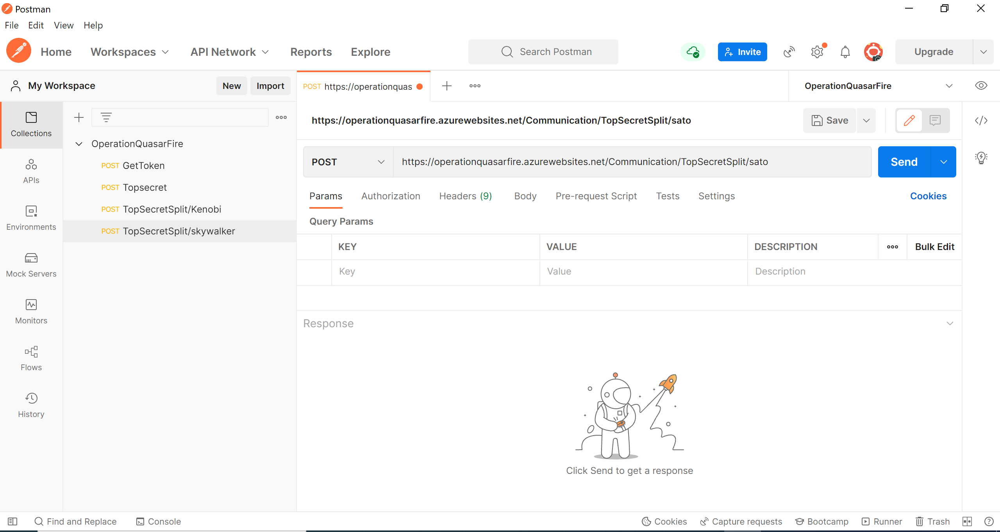 Postman
File Edit View Help
Home Workspaces API Network Reports Explore Search Postman Invite Upgrade
My Workspace New Import POST https://operationquas OperationQuasarFire
Collections
https://operationquasarfire.azurewebsites.net/Communication/TopSecretSplit/sato Save
OperationQuasarFire
POST GetToken
POST https://operationquasarfire.azurewebsites.net/Communication/TopSecretSplit/sato Send
APIs
POST Topsecret
Params Authorization Headers (9) Body Pre-request Script Tests Settings Cookies
POST TopSecretSplit/Kenobi
Query Params
Environments
POST TopSecretSplit/skywalker
KEY VALUE DESCRIPTION Bulk Edit
Key Value Description
Mock Servers
Monitors
Response
Flows
History
Click Send to get a response
Find and Replace Console Cookies Capture requests Bootcamp Runner Trash